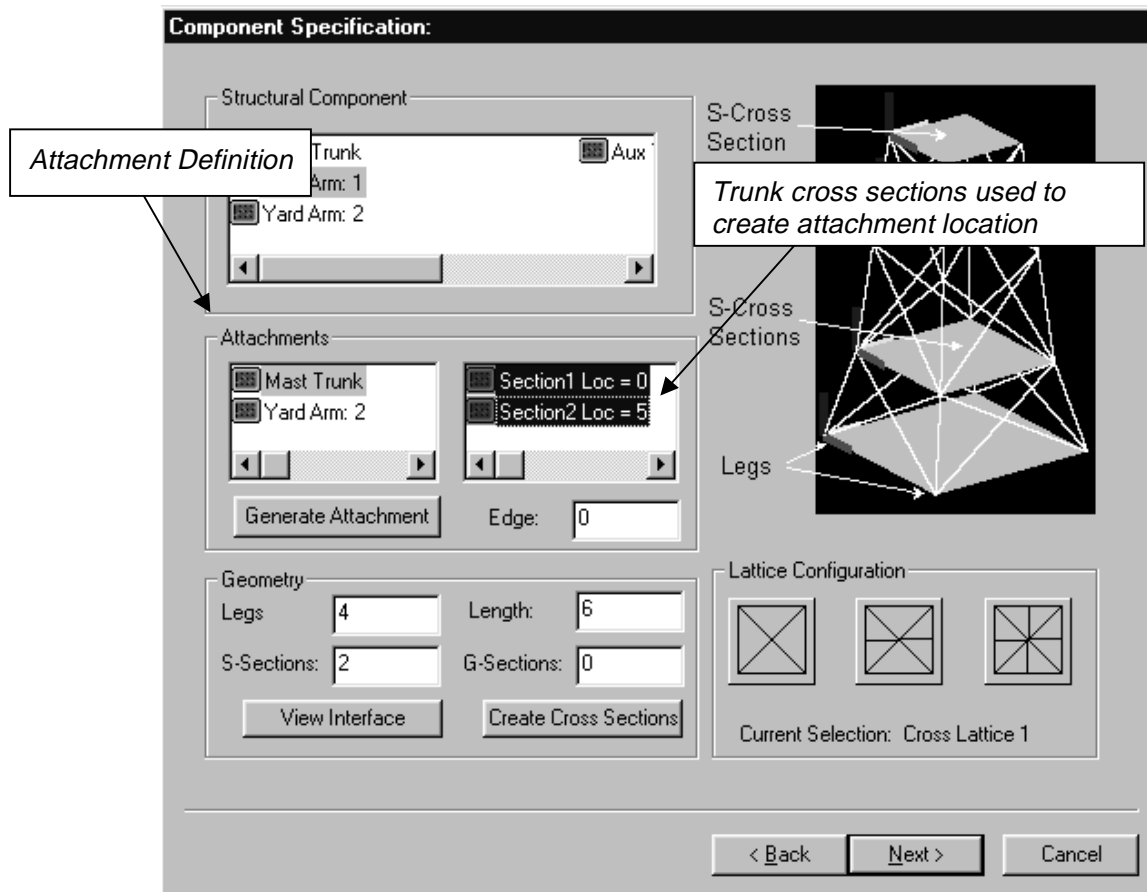 Component Specification:
Structural Component
Attachment Definition
Trunk
Aux
Arm: 1
Yard Arm: 2
S-Cross
Section
Trunk cross sections used to
create attachment location
S-Cross
Sections
Legs
Attachments
Mast Trunk
Yard Arm: 2
Section1 Loc = 0
Section2 Loc = 5
Generate Attachment
Edge:
0
Geometry
Legs
4
Length:
6
S-Sections:
2
G-Sections:
0
View Interface
Create Cross Sections
Lattice Configuration
Current Selection: Cross Lattice 1
< Back
Next >
Cancel